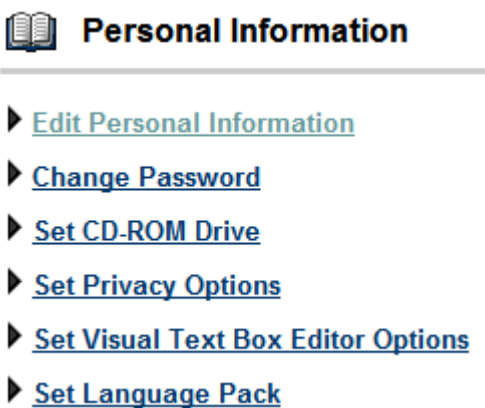 Personal Information
Edit Personal Information
Change Password
Set CD-ROM Drive
Set Privacy Options
Set Visual Text Box Editor Options
Set Language Pack